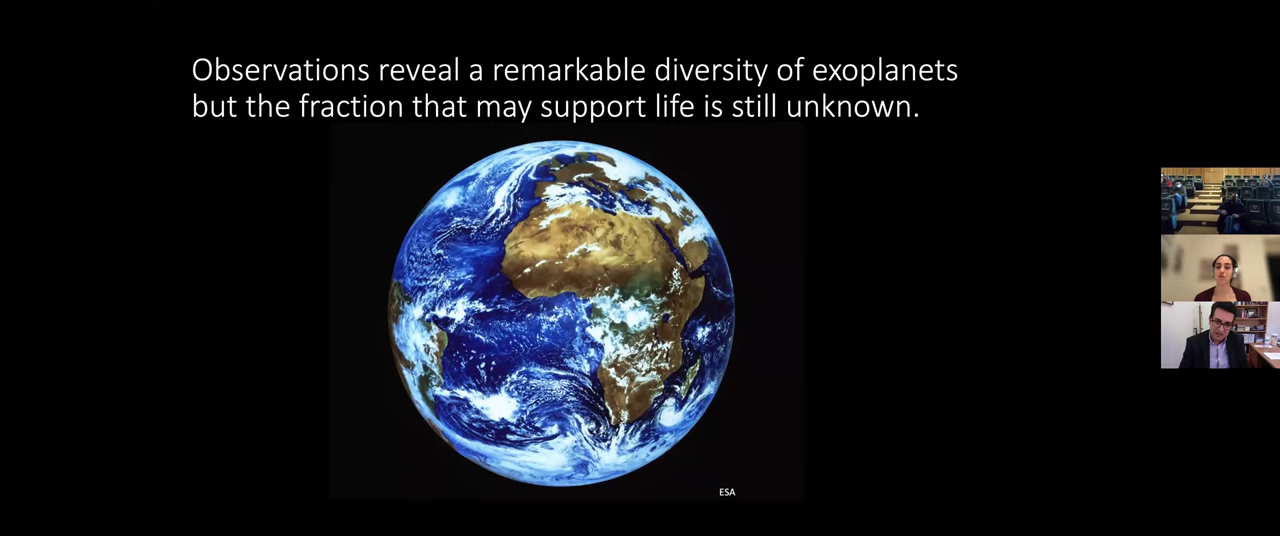 Observations reveal a remarkable diversity of exoplanets
but the fraction that may support life is still unknown.
ESA